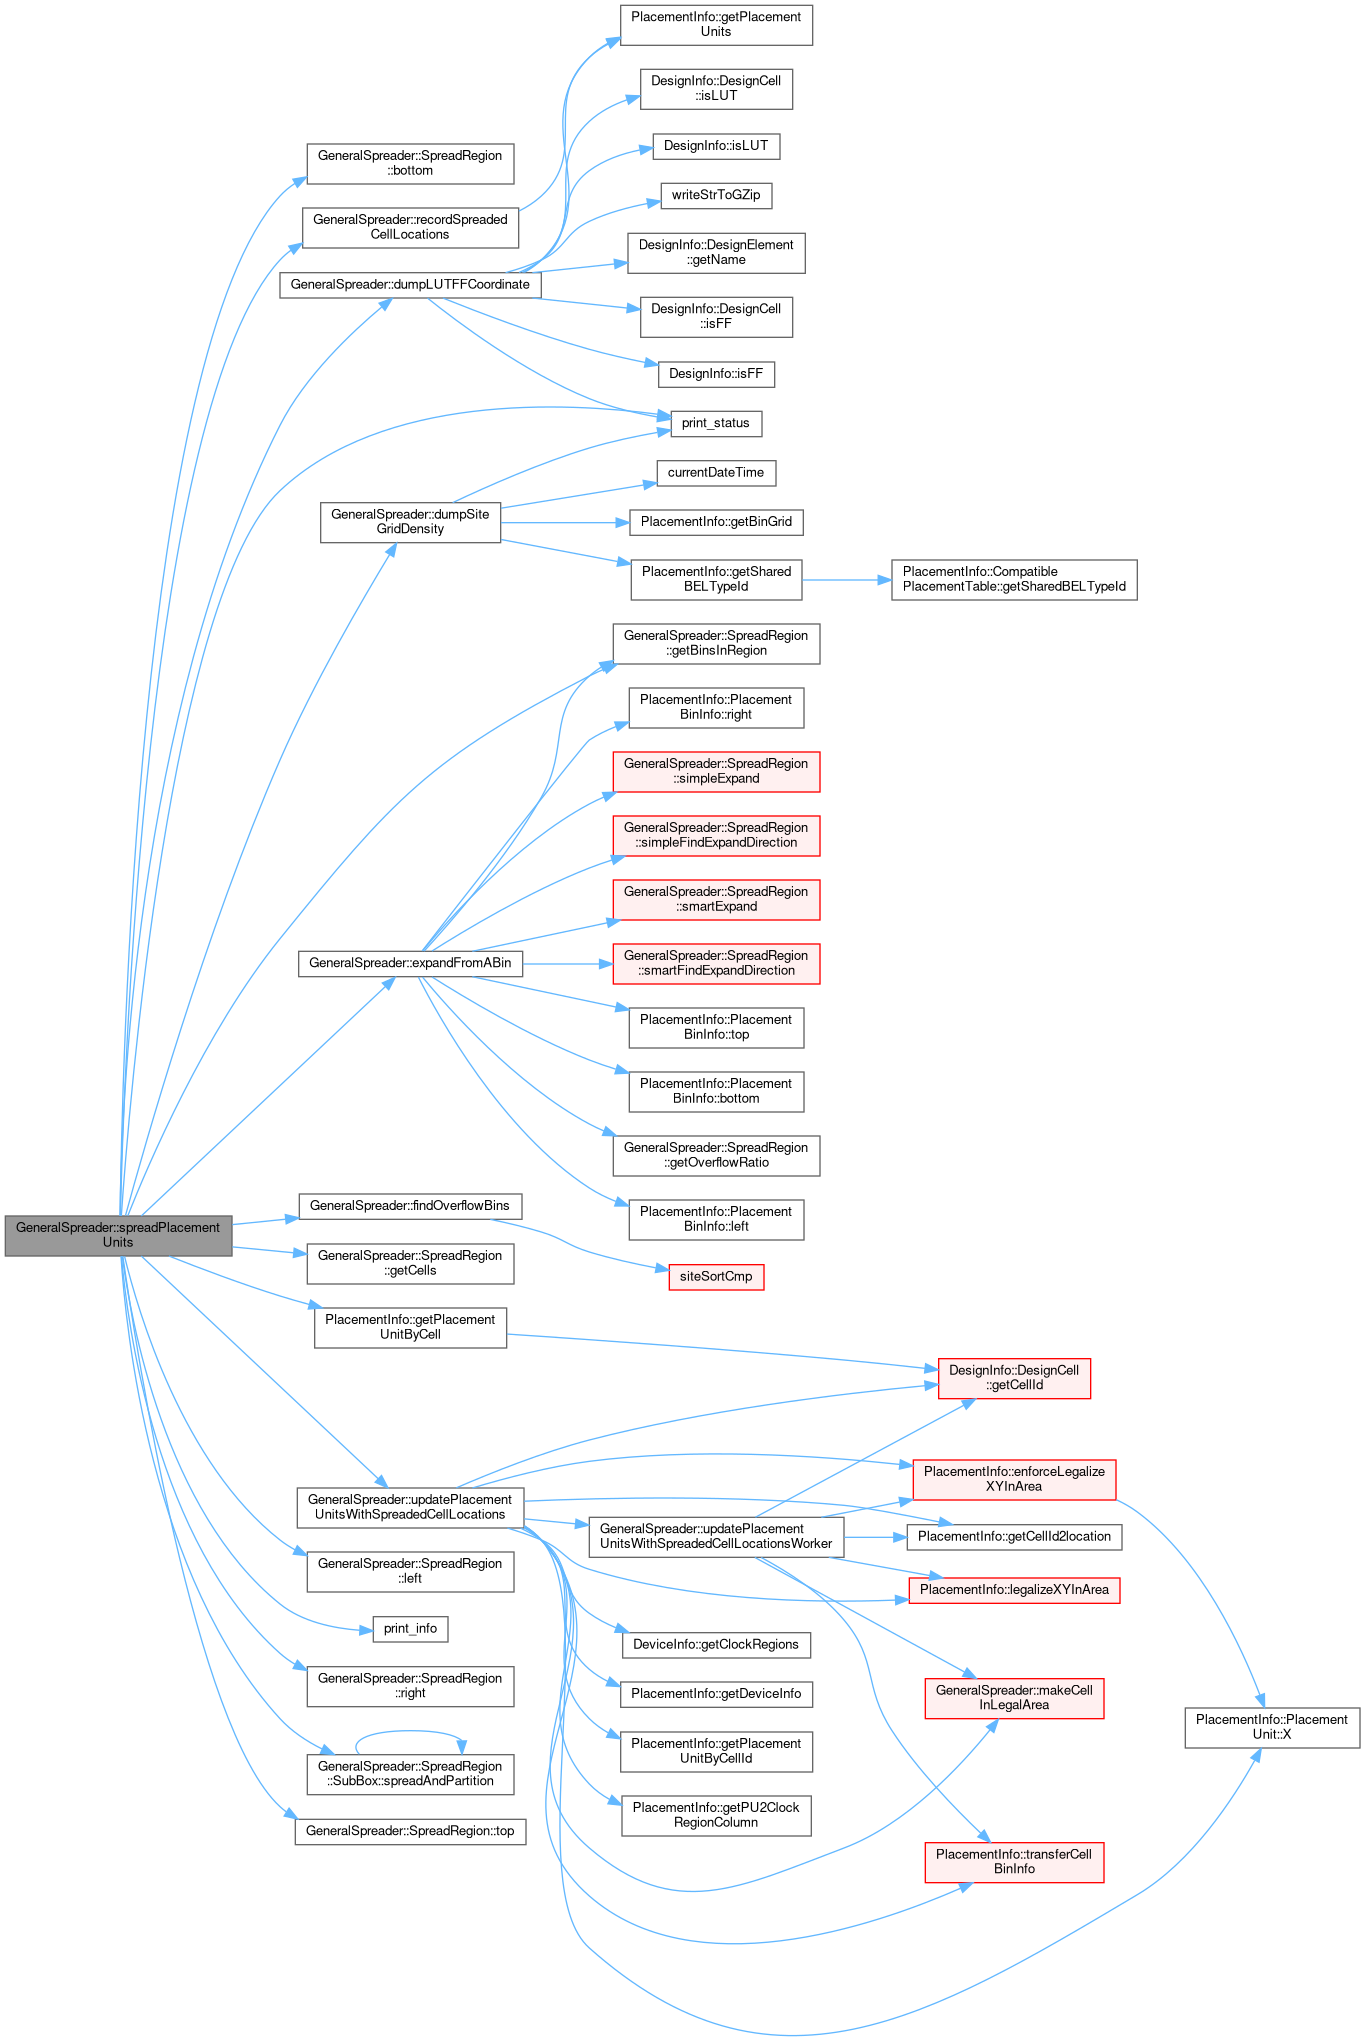 PlacementInfo::getPlacement
Units
DesignInfo::DesignCell
::isLUT
DesignInfo::isLUT
GeneralSpreader::SpreadRegion
::bottom
writeStrToGZip
GeneralSpreader::recordSpreaded
CellLocations
DesignInfo::DesignElement
::getName
GeneralSpreader::dumpLUTFFCoordinate
DesignInfo::DesignCell
::isFF
DesignInfo::isFF
print_status
currentDateTime
GeneralSpreader::dumpSite
GridDensity
PlacementInfo::getBinGrid
PlacementInfo::getShared
BELTypeId
PlacementInfo::Compatible
PlacementTable::getSharedBELTypeId
GeneralSpreader::SpreadRegion
::getBinsInRegion
PlacementInfo::Placement
BinInfo::right
GeneralSpreader::SpreadRegion
::simpleExpand
GeneralSpreader::SpreadRegion
::simpleFindExpandDirection
GeneralSpreader::SpreadRegion
::smartExpand
GeneralSpreader::expandFromABin
GeneralSpreader::SpreadRegion
::smartFindExpandDirection
PlacementInfo::Placement
BinInfo::top
PlacementInfo::Placement
BinInfo::bottom
GeneralSpreader::SpreadRegion
::getOverflowRatio
PlacementInfo::Placement
BinInfo::left
GeneralSpreader::findOverflowBins
GeneralSpreader::spreadPlacement
Units
GeneralSpreader::SpreadRegion
::getCells
siteSortCmp
PlacementInfo::getPlacement
UnitByCell
DesignInfo::DesignCell
::getCellId
PlacementInfo::enforceLegalize
XYInArea
GeneralSpreader::updatePlacement
UnitsWithSpreadedCellLocations
GeneralSpreader::updatePlacement
UnitsWithSpreadedCellLocationsWorker
PlacementInfo::getCellId2location
GeneralSpreader::SpreadRegion
::left
PlacementInfo::legalizeXYInArea
print_info
DeviceInfo::getClockRegions
GeneralSpreader::SpreadRegion
::right
PlacementInfo::getDeviceInfo
GeneralSpreader::makeCell
InLegalArea
PlacementInfo::Placement
Unit::X
PlacementInfo::getPlacement
UnitByCellId
GeneralSpreader::SpreadRegion
::SubBox::spreadAndPartition
PlacementInfo::getPU2Clock
RegionColumn
GeneralSpreader::SpreadRegion::top
PlacementInfo::transferCell
BinInfo